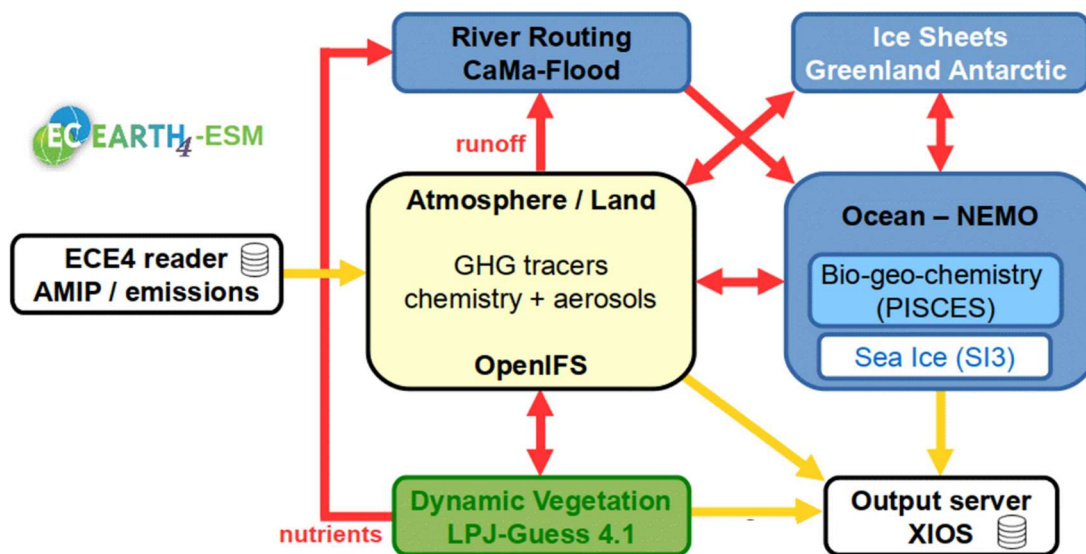 River Routing
CaMa-Flood
Ice Sheets
Greenland Antarctic
ECEARTH4-ESM
runoff
Atmosphere / Land
GHG tracers
chemistry + aerosols
OpenIFS
Ocean – NEMO
Bio-geo-chemistry
(PISCES)
Sea Ice (SI3)
ECE4 reader
AMIP / emissions
nutrients
Dynamic Vegetation
LPJ-Guess 4.1
Output server
XIOS